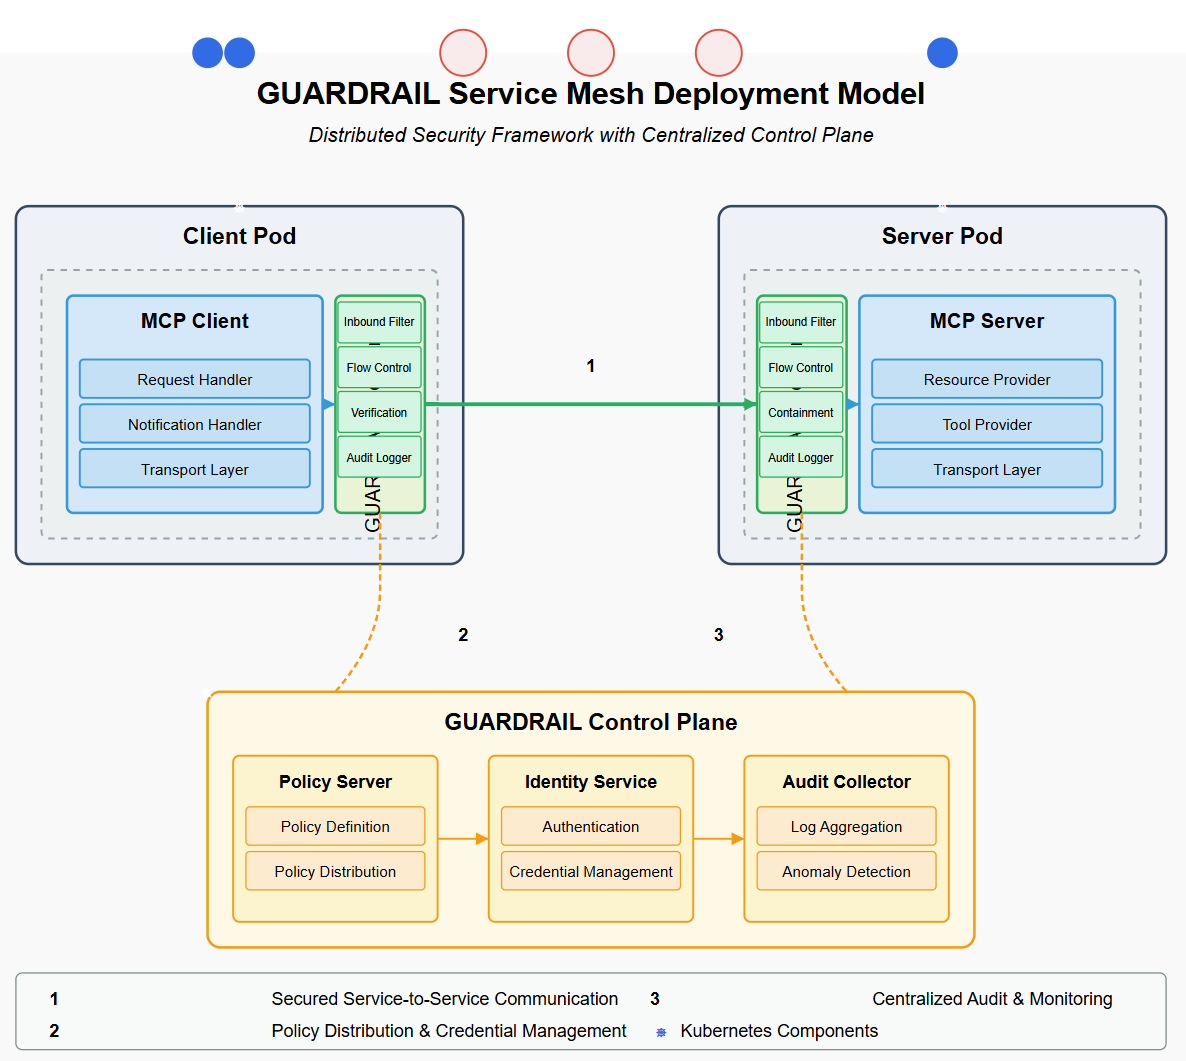 GUARDRAIL Service Mesh Deployment Model
Distributed Security Framework with Centralized Control Plane
Client Pod
MCP Client
Request Handler
Notification Handler
Transport Layer
Inbound Filter
Flow Control
Verification
Audit Logger
GUAR
1
Server Pod
Inbound Filter
Flow Control
Containment
Audit Logger
GUAR
MCP Server
Resource Provider
Tool Provider
Transport Layer
2
3
GUARDRAIL Control Plane
Policy Server
Policy Definition
Policy Distribution
Identity Service
Authentication
Credential Management
Audit Collector
Log Aggregation
Anomaly Detection
1 Secured Service-to-Service Communication
3 Centralized Audit & Monitoring
2 Policy Distribution & Credential Management
⎈ Kubernetes Components